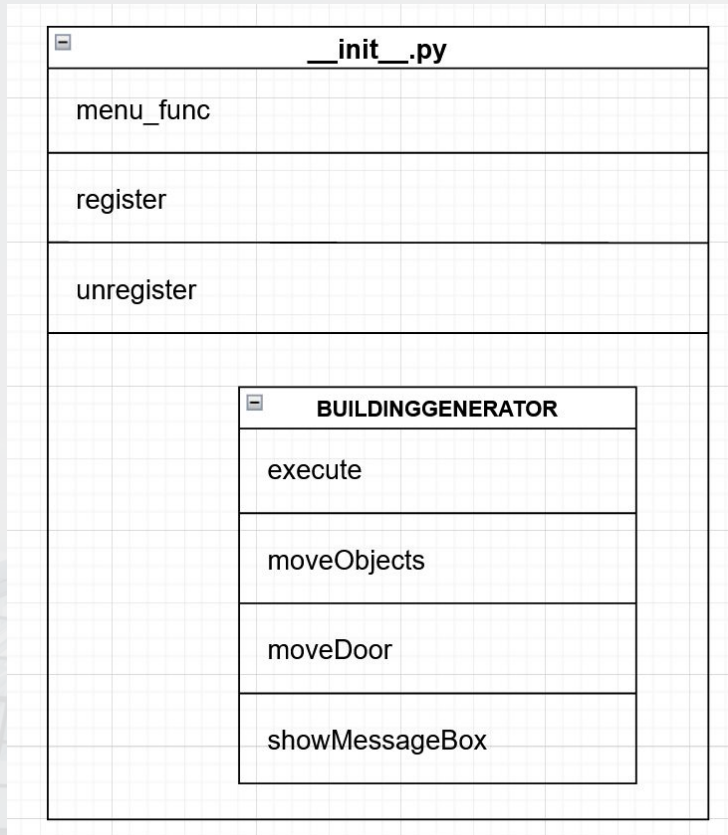 __init__.py
menu_func
register
unregister
BUILDINGGENERATOR
execute
moveObjects
moveDoor
showMessageBox